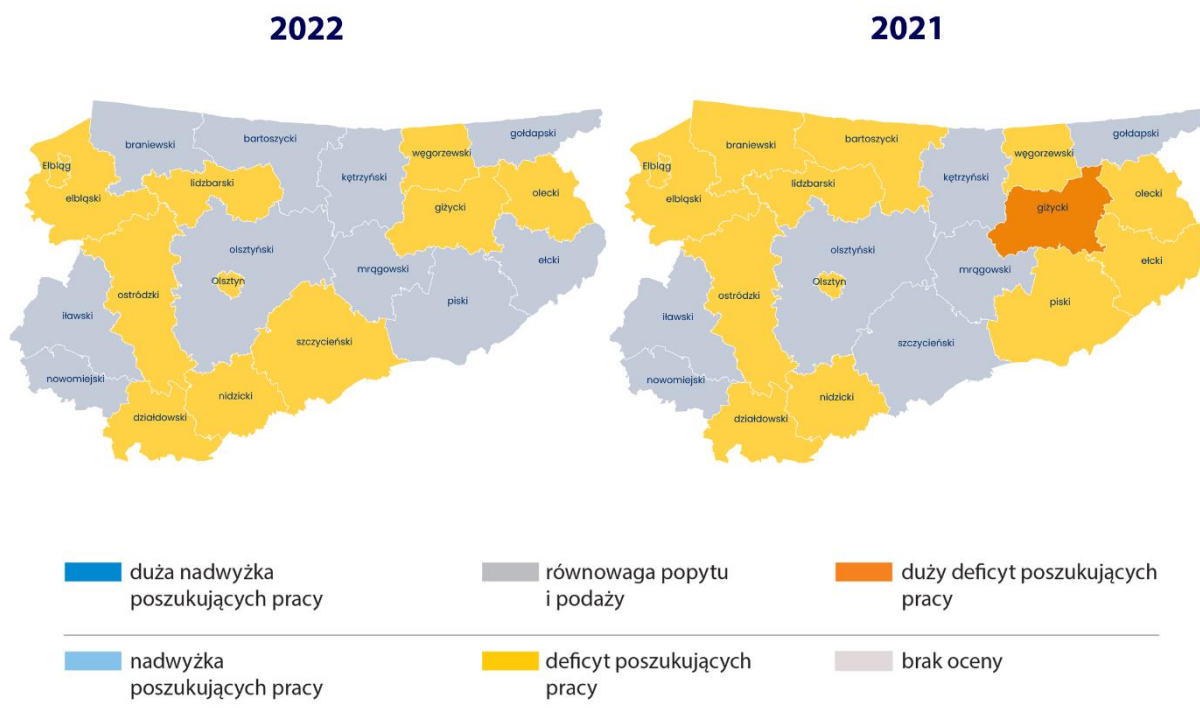 2022
2021
braniewski
bartoszycki
gołdapski
węgorzewski
Elbląg
kętrzyński
lidzbarski
olecki
elbląski
giżycki
olsztyński
ełcki
mrągowski
Olsztyn
ostródzki
piski
iławski
szczycieński
nowomiejski
nidzicki
działdowski
gołdapski
braniewski
bartoszycki
węgorzewski
Elbląg
kętrzyński
lidzbarski
olecki
elbląski
giżycki
olsztyński
ełcki
mrągowski
Olsztyn
ostródzki
piski
iławski
szczycieński
nowomiejski
nidzicki
działdowski
duża nadwyżka
poszukujących pracy
równowaga popytu
i podaży
duży deficyt poszukujących
pracy
nadwyżka
poszukujących pracy
deficyt poszukujących
pracy
brak oceny